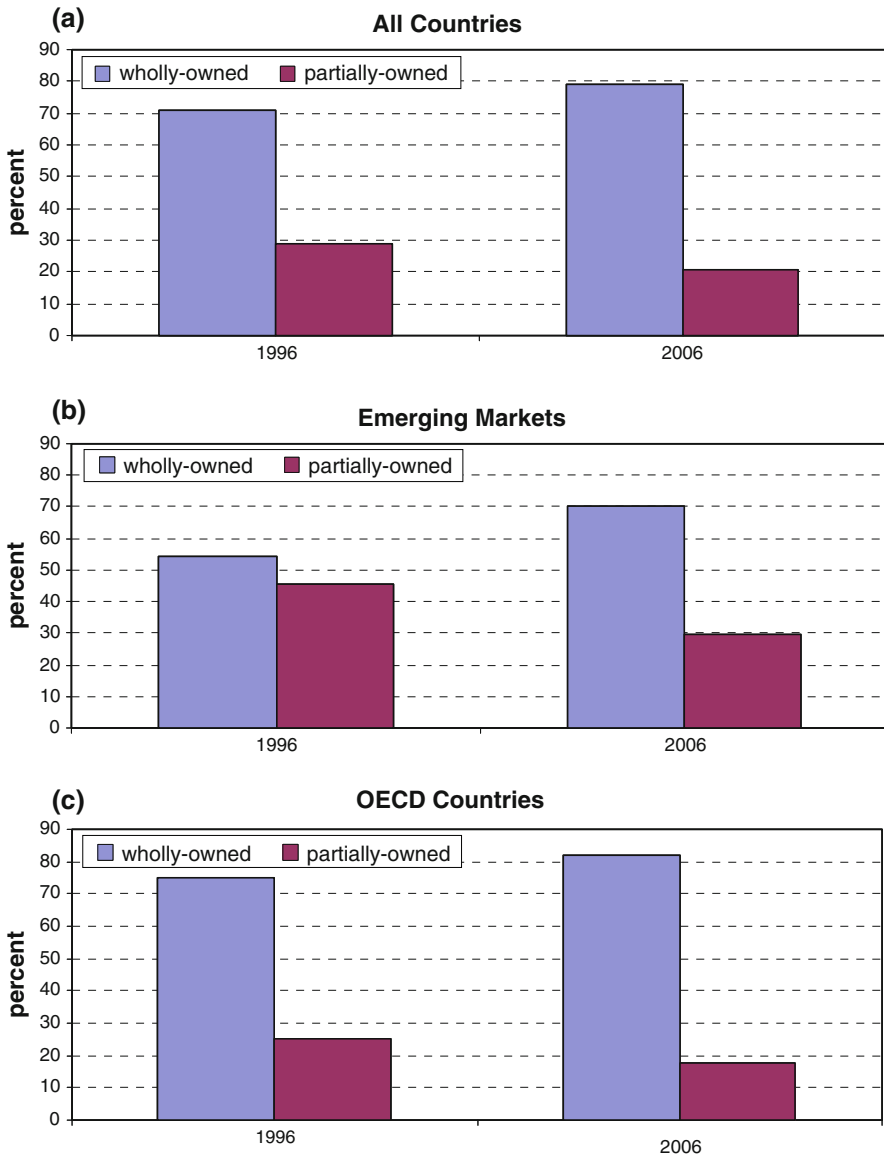 (a)
All Countries
wholly-owned partially-owned
percent
90
80
70
60
50
40
30
20
10
0
1996 2006
(b)
Emerging Markets
wholly-owned partially-owned
percent
90
80
70
60
50
40
30
20
10
0
1996 2006
(c)
OECD Countries
wholly-owned partially-owned
percent
90
80
70
60
50
40
30
20
10
0
1996 2006